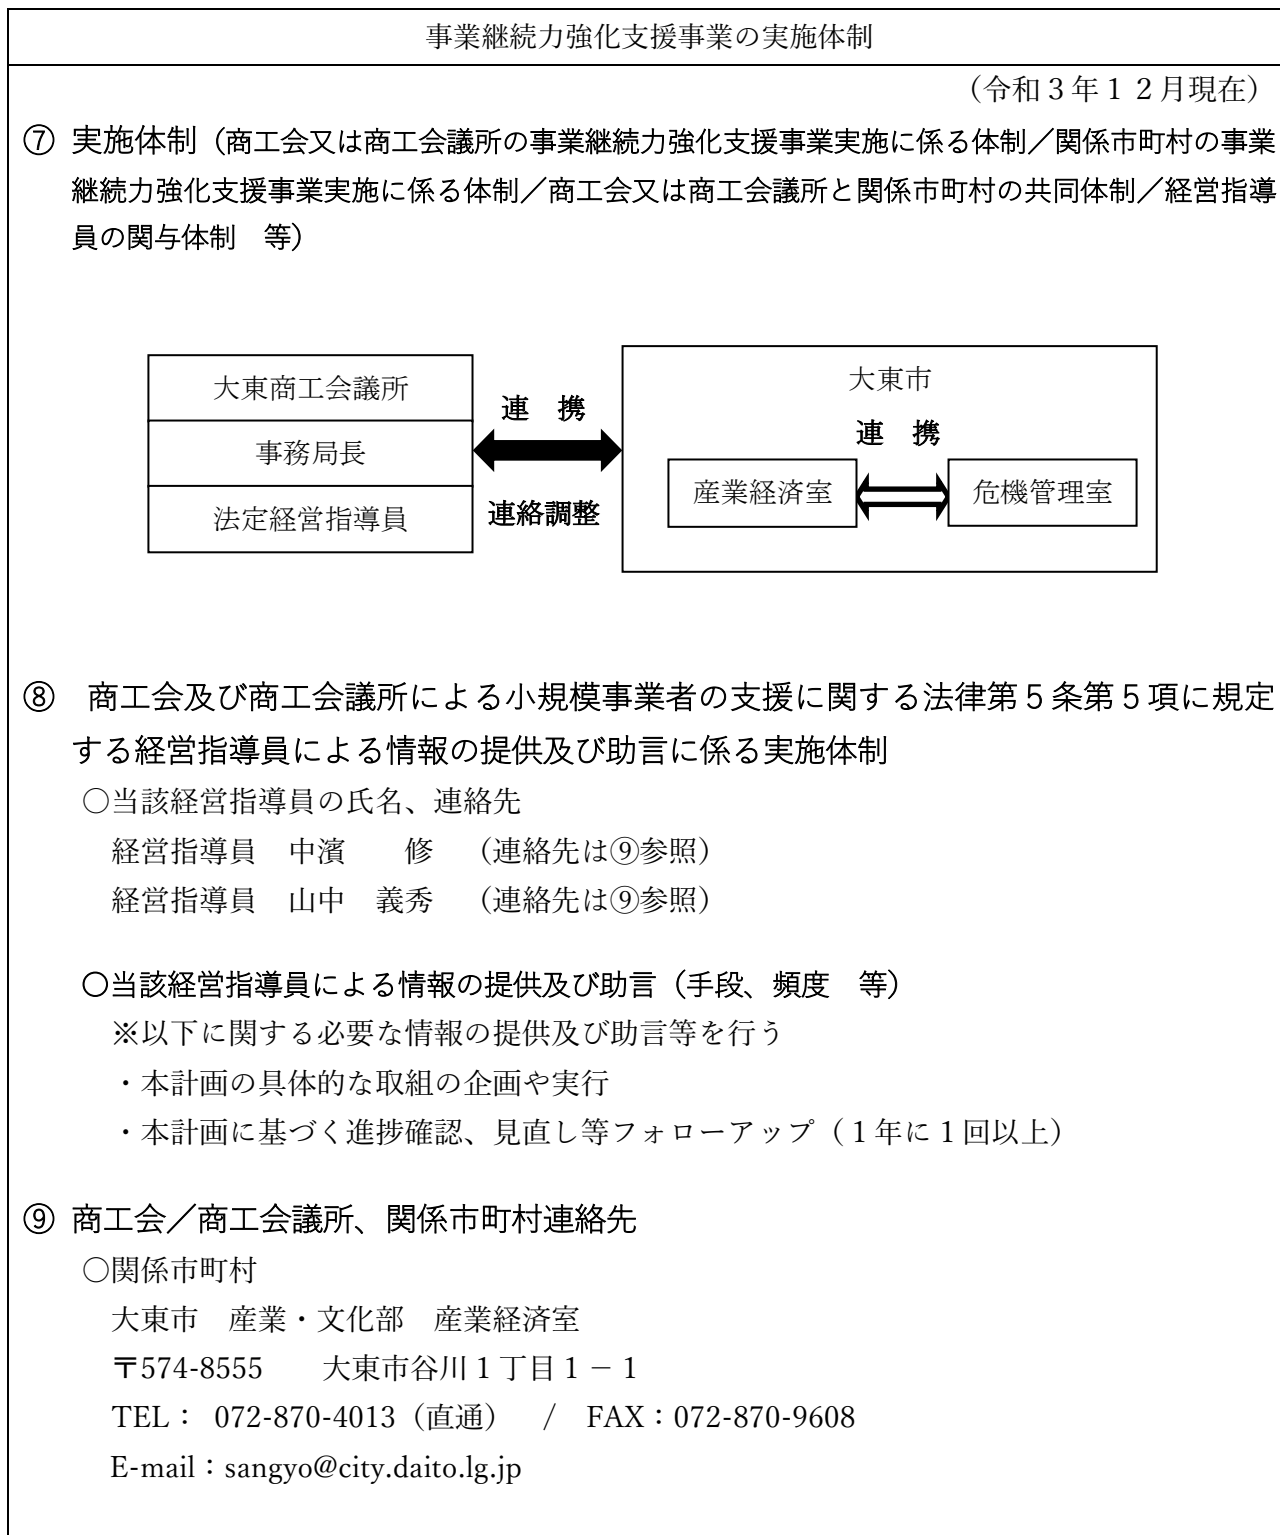 事業継続力強化支援事業の実施体制
（令和３年１２月現在）
⑦ 実施体制（商工会又は商工会議所の事業継続力強化支援事業実施に係る体制／関係市町村の事業
継続力強化支援事業実施に係る体制／商工会又は商工会議所と関係市町村の共同体制／経営指導
員の関与体制　等）
大東商工会議所
事務局長
法定経営指導員
連　携
連絡調整
大東市
連　携
産業経済室
危機管理室
⑧　商工会及び商工会議所による小規模事業者の支援に関する法律第５条第５項に規定
する経営指導員による情報の提供及び助言に係る実施体制
○当該経営指導員の氏名、連絡先
経営指導員　中濱　　修　（連絡先は⑨参照）
経営指導員　山中　義秀　（連絡先は⑨参照）
○当該経営指導員による情報の提供及び助言（手段、頻度　等）
※以下に関する必要な情報の提供及び助言等を行う
・本計画の具体的な取組の企画や実行
・本計画に基づく進捗確認、見直し等フォローアップ（１年に１回以上）
⑨ 商工会／商工会議所、関係市町村連絡先
○関係市町村
大東市　産業・文化部　産業経済室
〒574-8555　　大東市谷川１丁目１－１
TEL： 072-870-4013（直通）　/　FAX：072-870-9608
E-mail：sangyo@city.daito.lg.jp